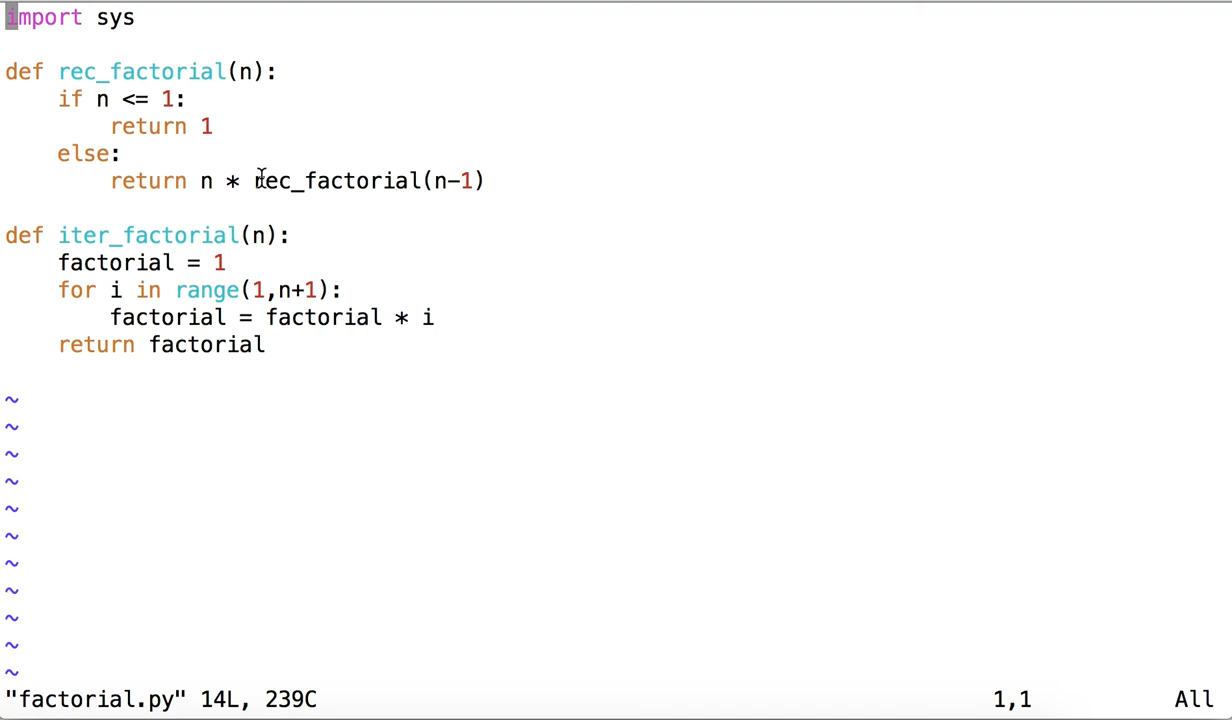 import sys

def rec_factorial(n):
    if n <= 1:
        return 1
    else:
        return n * rec_factorial(n-1)

def iter_factorial(n):
    factorial = 1
    for i in range(1,n+1):
        factorial = factorial * i
    return factorial

~
~
~
~
~
~
~
~
~
~
~
"factorial.py" 14L, 239C 1,1 All